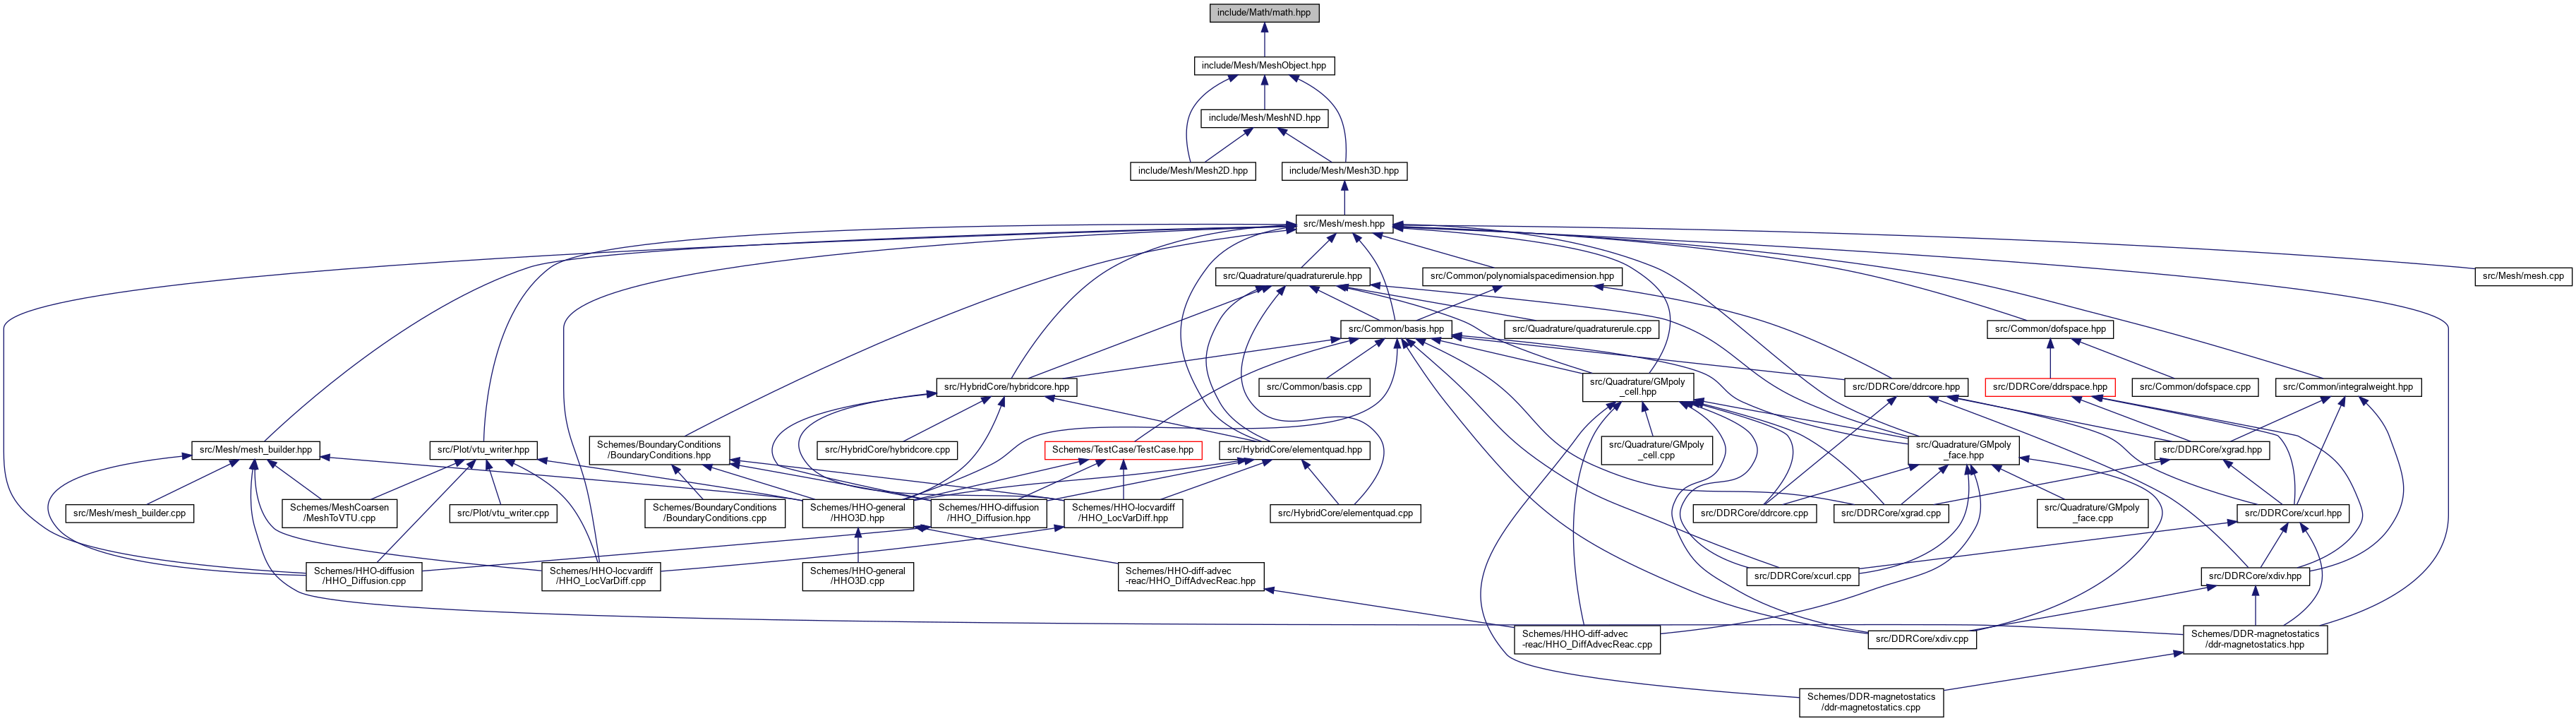 include/Math/math.hpp
include/Mesh/MeshObject.hpp
include/Mesh/MeshND.hpp
include/Mesh/Mesh2D.hpp
include/Mesh/Mesh3D.hpp
src/Mesh/mesh.hpp
src/Quadrature/quadraturerule.hpp
src/Common/polynomialspacedimension.hpp
src/Mesh/mesh.cpp
src/Common/basis.hpp
src/Quadrature/quadraturerule.cpp
src/Common/dofspace.hpp
src/HybridCore/hybridcore.hpp
src/Common/basis.cpp
src/Quadrature/GMpoly
_cell.hpp
src/DDRCore/ddrcore.hpp
src/DDRCore/ddrspace.hpp
src/Common/dofspace.cpp
src/Common/integralweight.hpp
src/Mesh/mesh_builder.hpp
src/Plot/vtu_writer.hpp
Schemes/BoundaryConditions
/BoundaryConditions.hpp
src/HybridCore/hybridcore.cpp
Schemes/TestCase/TestCase.hpp
src/HybridCore/elementquad.hpp
src/Quadrature/GMpoly
_cell.cpp
src/Quadrature/GMpoly
_face.hpp
src/DDRCore/xgrad.hpp
src/Mesh/mesh_builder.cpp
Schemes/MeshCoarsen
/MeshToVTU.cpp
src/Plot/vtu_writer.cpp
Schemes/BoundaryConditions
/BoundaryConditions.cpp
Schemes/HHO-general
/HHO3D.hpp
Schemes/HHO-diffusion
/HHO_Diffusion.hpp
Schemes/HHO-locvardiff
/HHO_LocVarDiff.hpp
src/HybridCore/elementquad.cpp
src/DDRCore/ddrcore.cpp
src/DDRCore/xgrad.cpp
src/Quadrature/GMpoly
_face.cpp
src/DDRCore/xcurl.hpp
Schemes/HHO-diffusion
/HHO_Diffusion.cpp
Schemes/HHO-locvardiff
/HHO_LocVarDiff.cpp
Schemes/HHO-general
/HHO3D.cpp
Schemes/HHO-diff-advec
-reac/HHO_DiffAdvecReac.hpp
src/DDRCore/xcurl.cpp
src/DDRCore/xdiv.hpp
Schemes/HHO-diff-advec
-reac/HHO_DiffAdvecReac.cpp
src/DDRCore/xdiv.cpp
Schemes/DDR-magnetostatics
/ddr-magnetostatics.hpp
Schemes/DDR-magnetostatics
/ddr-magnetostatics.cpp